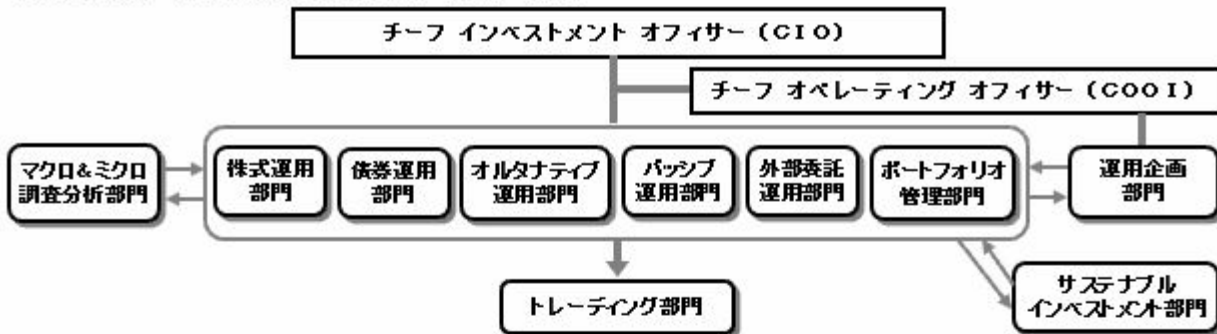 チーフ インベストメント オフィサー（CIO）
チーフ オペレーティング オフィサー（COOI）
マクロ&ミクロ
調査分析部門
株式運用
部門
債券運用
部門
オルタナティブ
運用部門
パッシブ
運用部門
外部委託
運用部門
ポートフォリオ
管理部門
運用企画
部門
トレーディング部門
サステナブル
インベストメント部門